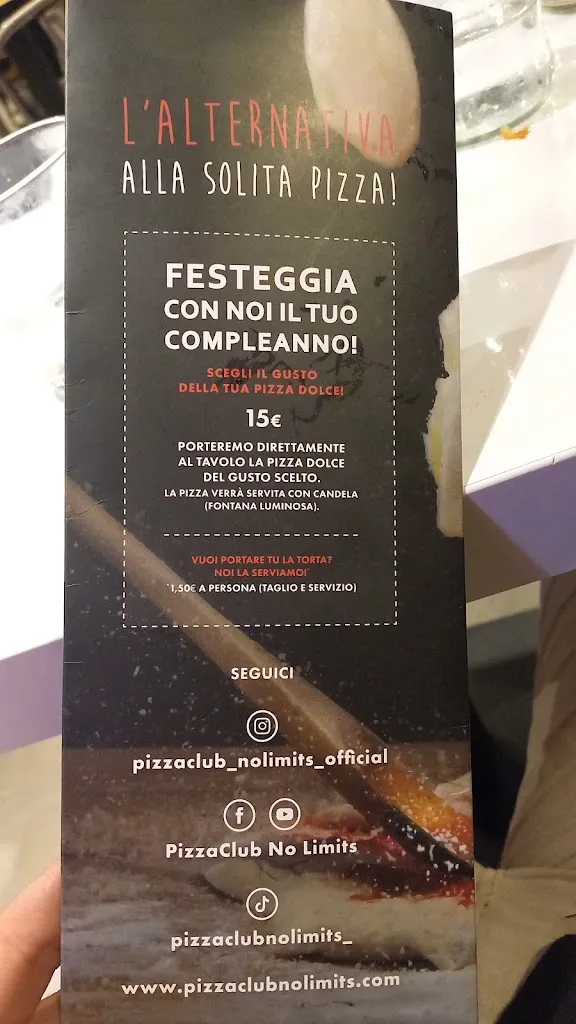 L'ALTERNATIVA
ALLA SOLITA PIZZA!
FESTEGGIA
CON NOI IL TUO
COMPLEANNO!
SCEGLI IL GUSTO
DELLA TUA PIZZA DOLCE!
15€
PORTEREMO DIRETTAMENTE
AL TAVOLO LA PIZZA DOLCE
DEL GUSTO SCELTO.
LA PIZZA VERRÀ SERVITA CON CANDELA
(FONTANA LUMINOSA).
VUOI PORTARE TU LA TORTA?
NOI LA SERVIAMO!*
*1,50€ A PERSONA (TAGLIO E SERVIZIO)
SEGUICI
pizzaclub_nolimits_official
PizzaClub No Limits
pizzaclubnolimits_
www.pizzaclubnolimits.com